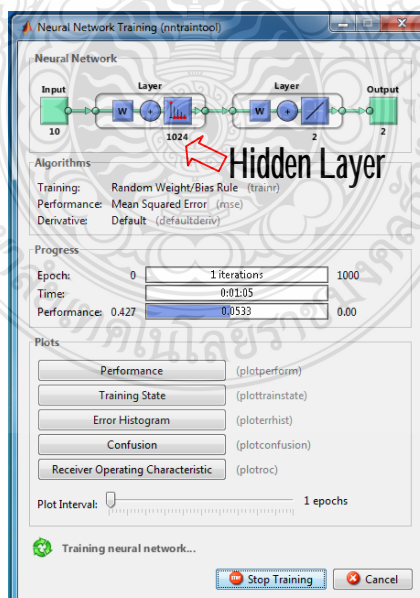 Neural Network Training (nntraintool)
Neural Network
Layer Layer
Input Output
W + W +
10 1024 2 2
Hidden Layer
Algorithms
Training: Random Weight/Bias Rule (trainr)
Performance: Mean Squared Error (mse)
Derivative: Default (defaultderiv)
Progress
Epoch: 0 1 iterations 1000
Time: 0:01:05
Performance: 0.427 0.0533 0.00
Plots
Performance (plotperform)
Training State (plottrainstate)
Error Histogram (ploterrhist)
Confusion (plotconfusion)
Receiver Operating Characteristic (plotroc)
Plot Interval: 1 epochs
Training neural network...
Stop Training Cancel